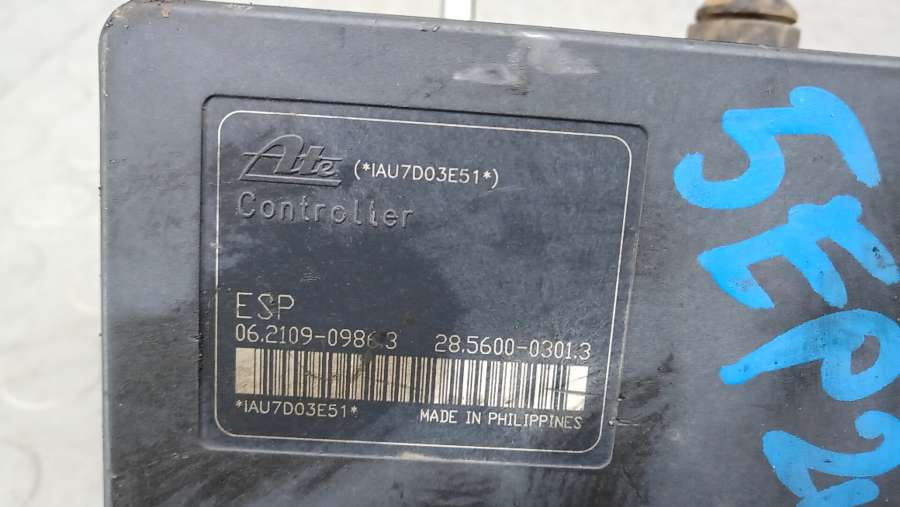 Ate (*IAU7D03E51*)
Controller
ESP
06.2109-0986.3 28.5600-0301.3
*IAU7D03E51* MADE IN PHILIPPINES